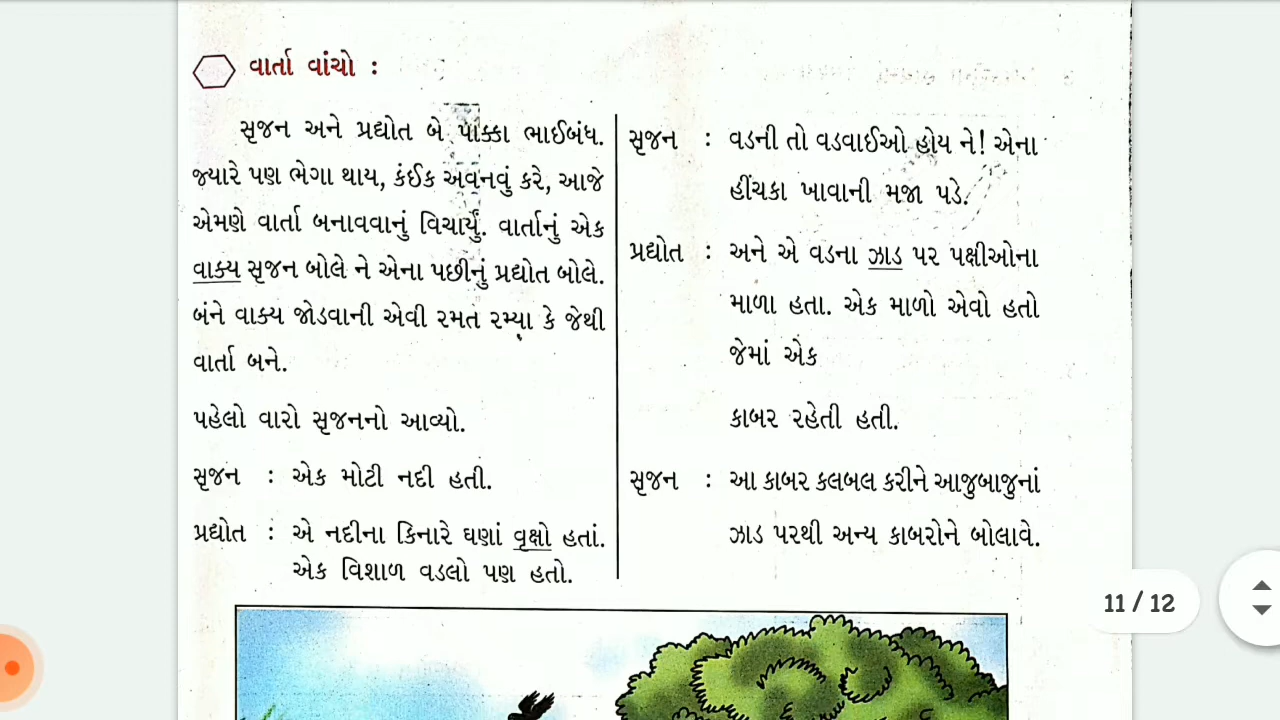 વાર્તા વાંચો :
સૃજન અને પ્રદ્યોત બે પાક્કા ભાઈબંધ.
જ્યારે પણ ભેગા થાય, કંઈક અવનવું કરે, આજે
એમણે વાર્તા બનાવવાનું વિચાર્યું. વાર્તાનું એક
વાક્ય સૃજન બોલે ને એના પછીનું પ્રદ્યોત બોલે.
બંને વાક્ય જોડવાની એવી રમત રમ્યા કે જેથી
વાર્તા બને.
પહેલો વારો સૃજનનો આવ્યો.
સૃજન : એક મોટી નદી હતી.
પ્રદ્યોત : એ નદીના કિનારે ઘણાં વૃક્ષો હતાં.
એક વિશાળ વડલો પણ હતો.
સૃજન : વડની તો વડવાઈઓ હોય ને! એના
હીંચકા ખાવાની મજા પડે.
પ્રદ્યોત : અને એ વડના ઝાડ પર પક્ષીઓના
માળા હતા. એક માળો એવો હતો
જેમાં એક
કાબર રહેતી હતી.
સૃજન : આ કાબર કલબલ કરીને આજુબાજુનાં
ઝાડ પરથી અન્ય કાબરોને બોલાવે.
11 / 12